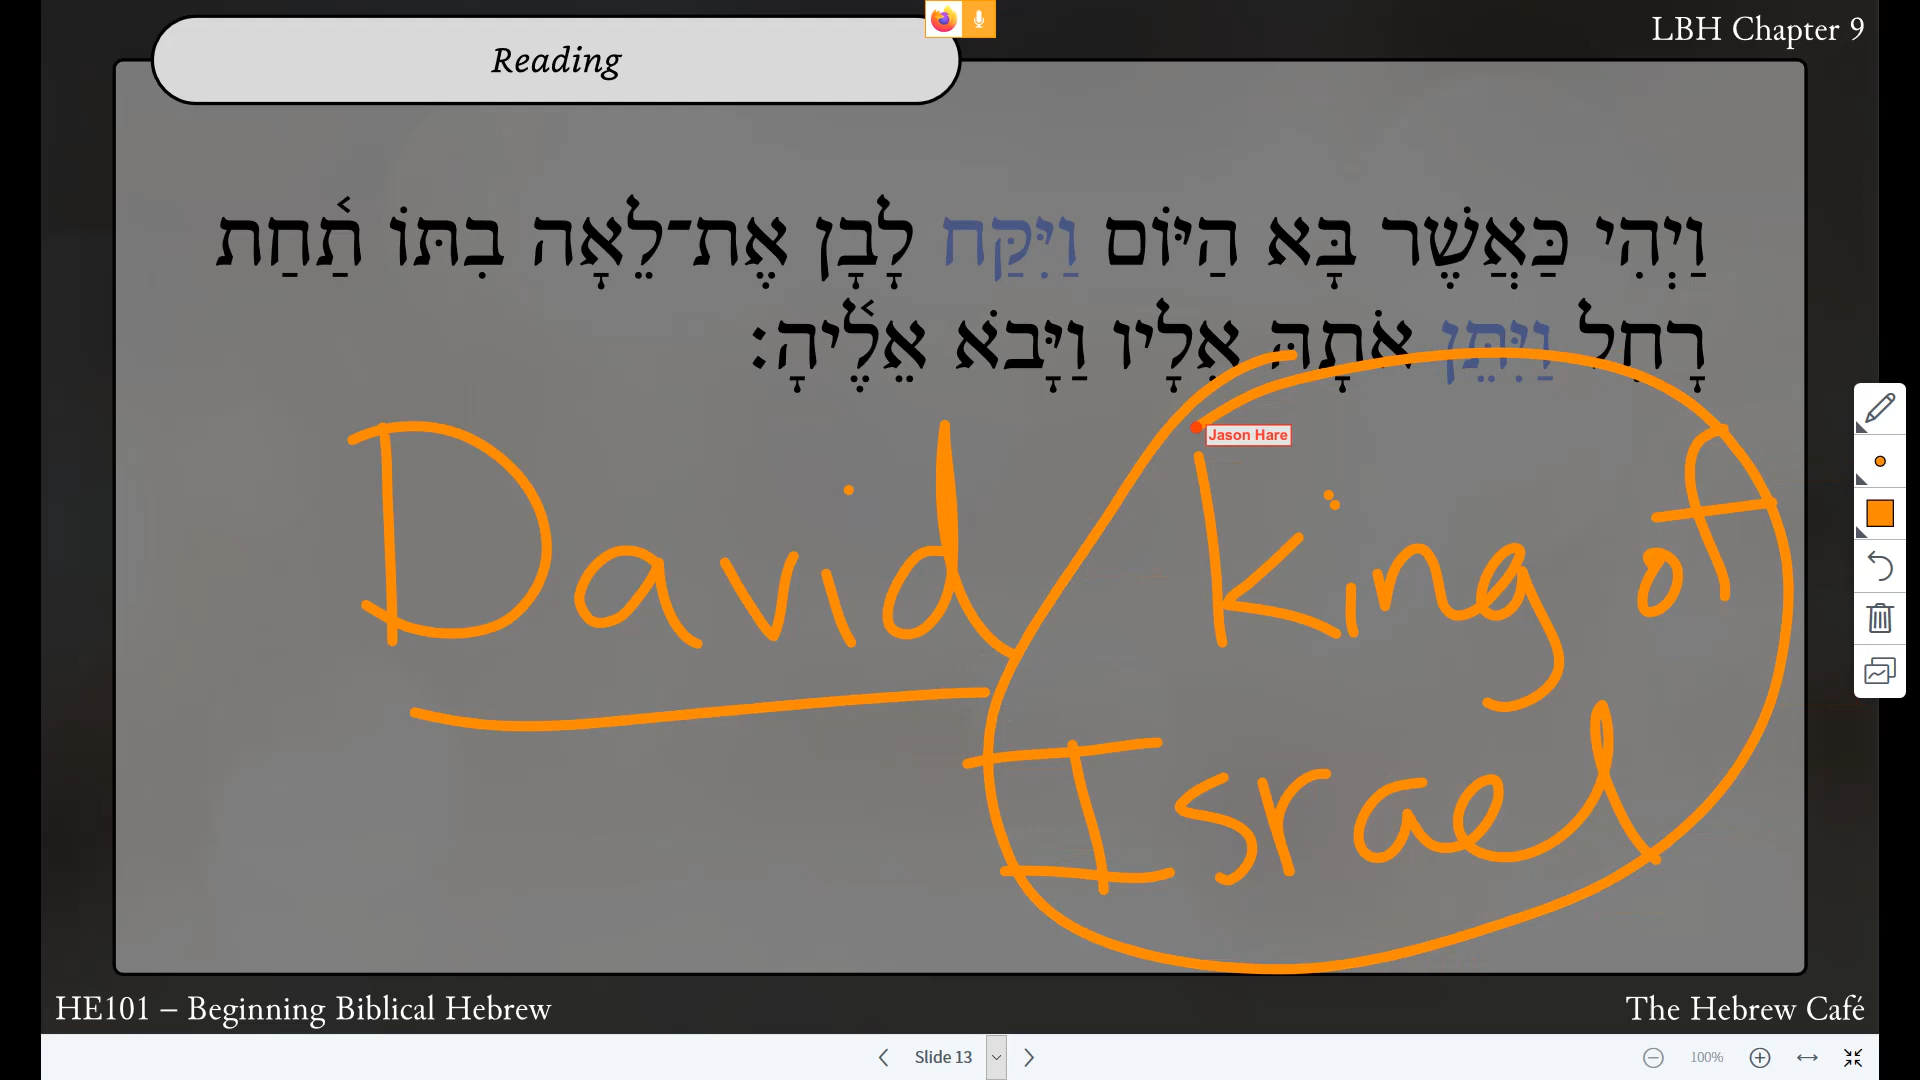 LBH Chapter 9
Reading
וַיְהִי כַּאֲשֶׁר בָּא הַיּוֹם וַיִּקַּח לָבָן אֶת־לֵאָה בִתּוֹ תַ֫חַת
רָחֵל וַיִּתֵּן אֹתָהּ אֵלָיו וַיָּבֹא אֵלֶ֫יהָ׃
Jason Hare
David King of
Israel
HE101 – Beginning Biblical Hebrew
The Hebrew Café
Slide 13
100%